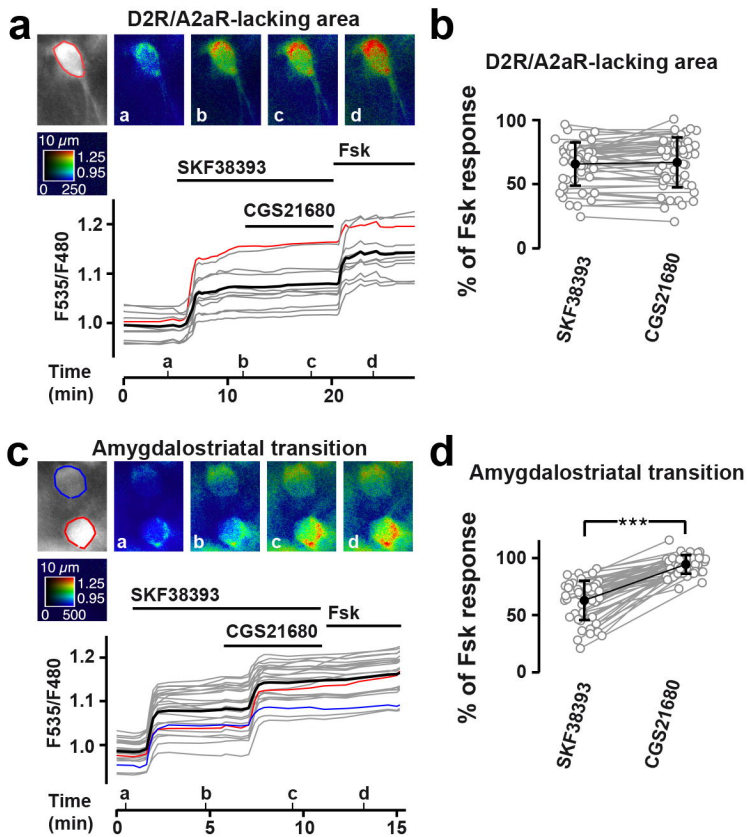 a
D2R/A2aR-lacking area
a
b
c
d
10 µm
1.25
0.95
0
250
SKF38393
Fsk
CGS21680
F535/F480
1.2
1.1
1.0
a
b
c
d
Time
(min)
0
10
20
b
D2R/A2aR-lacking area
% of Fsk response
100
50
0
SKF38393
CGS21680
c
Amygdalostriatal transition
a
b
c
d
10 µm
1.25
0.95
0
500
SKF38393
Fsk
CGS21680
F535/F480
1.2
1.1
1.0
a
b
c
d
Time
(min)
0
5
10
15
d
Amygdalostriatal transition
***
% of Fsk response
100
50
0
SKF38393
CGS21680